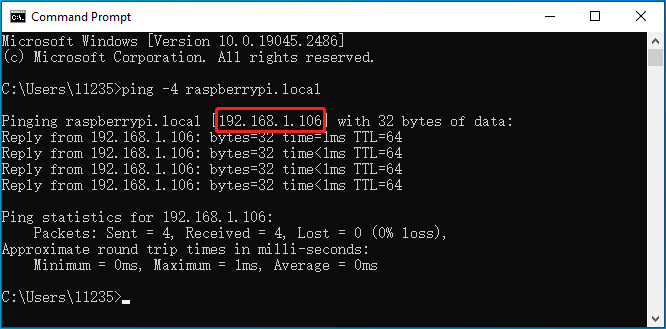 Command Prompt
Microsoft Windows [Version 10.0.19045.2486]
(c) Microsoft Corporation. All rights reserved.
C:\Users\11235>ping -4 raspberrypi.local
Pinging raspberrypi.local [192.168.1.106] with 32 bytes of data:
Reply from 192.168.1.106: bytes=32 time=1ms TTL=64
Reply from 192.168.1.106: bytes=32 time<1ms TTL=64
Reply from 192.168.1.106: bytes=32 time<1ms TTL=64
Reply from 192.168.1.106: bytes=32 time<1ms TTL=64
Ping statistics for 192.168.1.106:
    Packets: Sent = 4, Received = 4, Lost = 0 (0% loss),
Approximate round trip times in milli-seconds:
    Minimum = 0ms, Maximum = 1ms, Average = 0ms
C:\Users\11235>